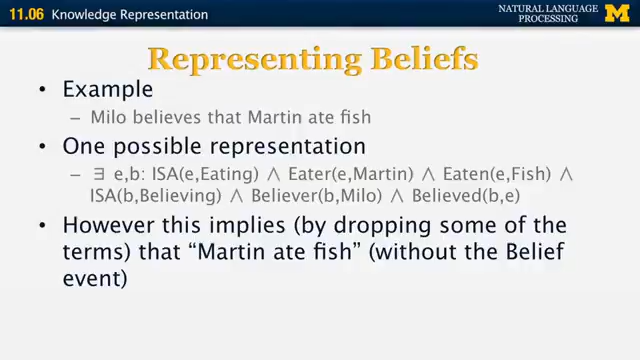 11.06 Knowledge Representation
NATURAL LANGUAGE
PROCESSING
M
Representing Beliefs
• Example
– Milo believes that Martin ate fish
• One possible representation
– ∃ e,b: ISA(e,Eating) ∧ Eater(e,Martin) ∧ Eaten(e,Fish) ∧
ISA(b,Believing) ∧ Believer(b,Milo) ∧ Believed(b,e)
• However this implies (by dropping some of the
terms) that “Martin ate fish” (without the Belief
event)